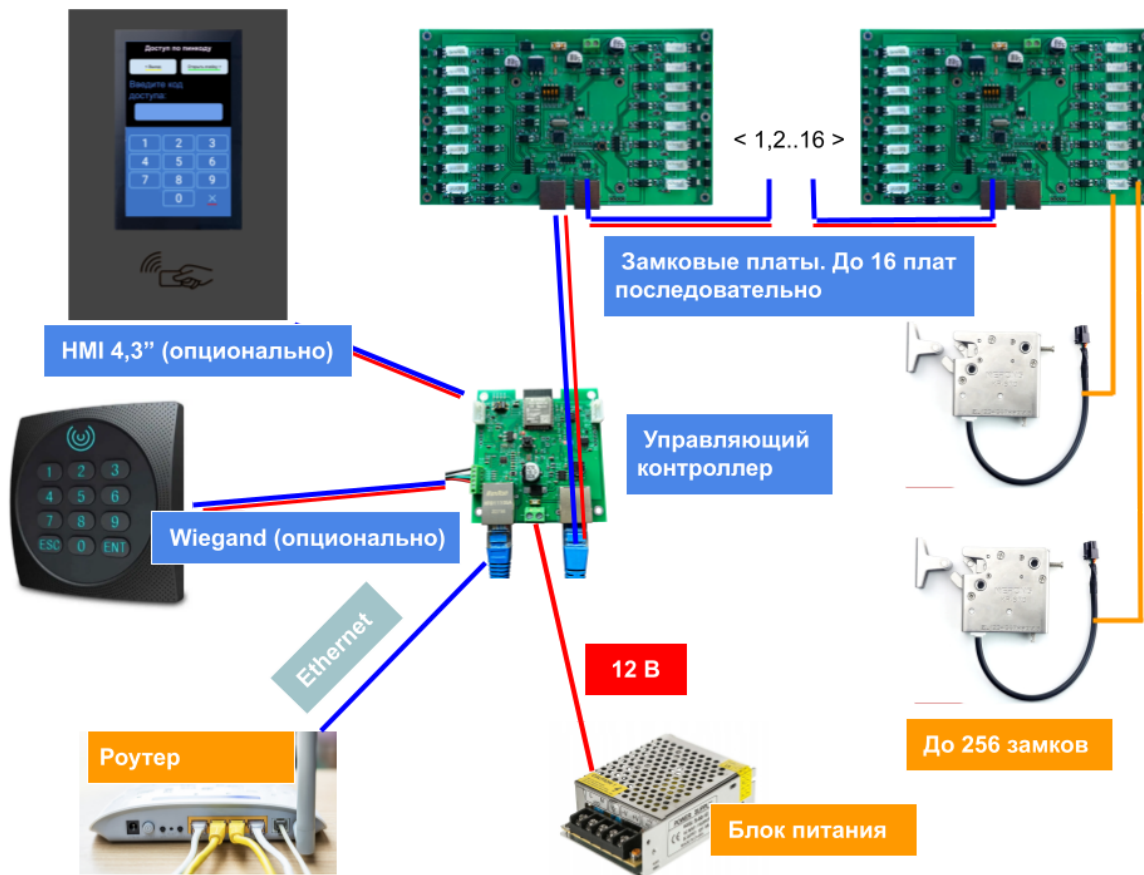 Доступ по пинкоду
Введите код
доступа:
1 2 3
4 5 6
7 8 9
0 ×
< 1,2..16 >
Замковые платы. До 16 плат
последовательно
HMI 4,3” (опционально)
Управляющий
контроллер
1 2 3
4 5 6
7 8 9
ESC 0 ENT
Wiegand (опционально)
Ethernet
12 В
Роутер
До 256 замков
POWER SUPPLY
Блок питания